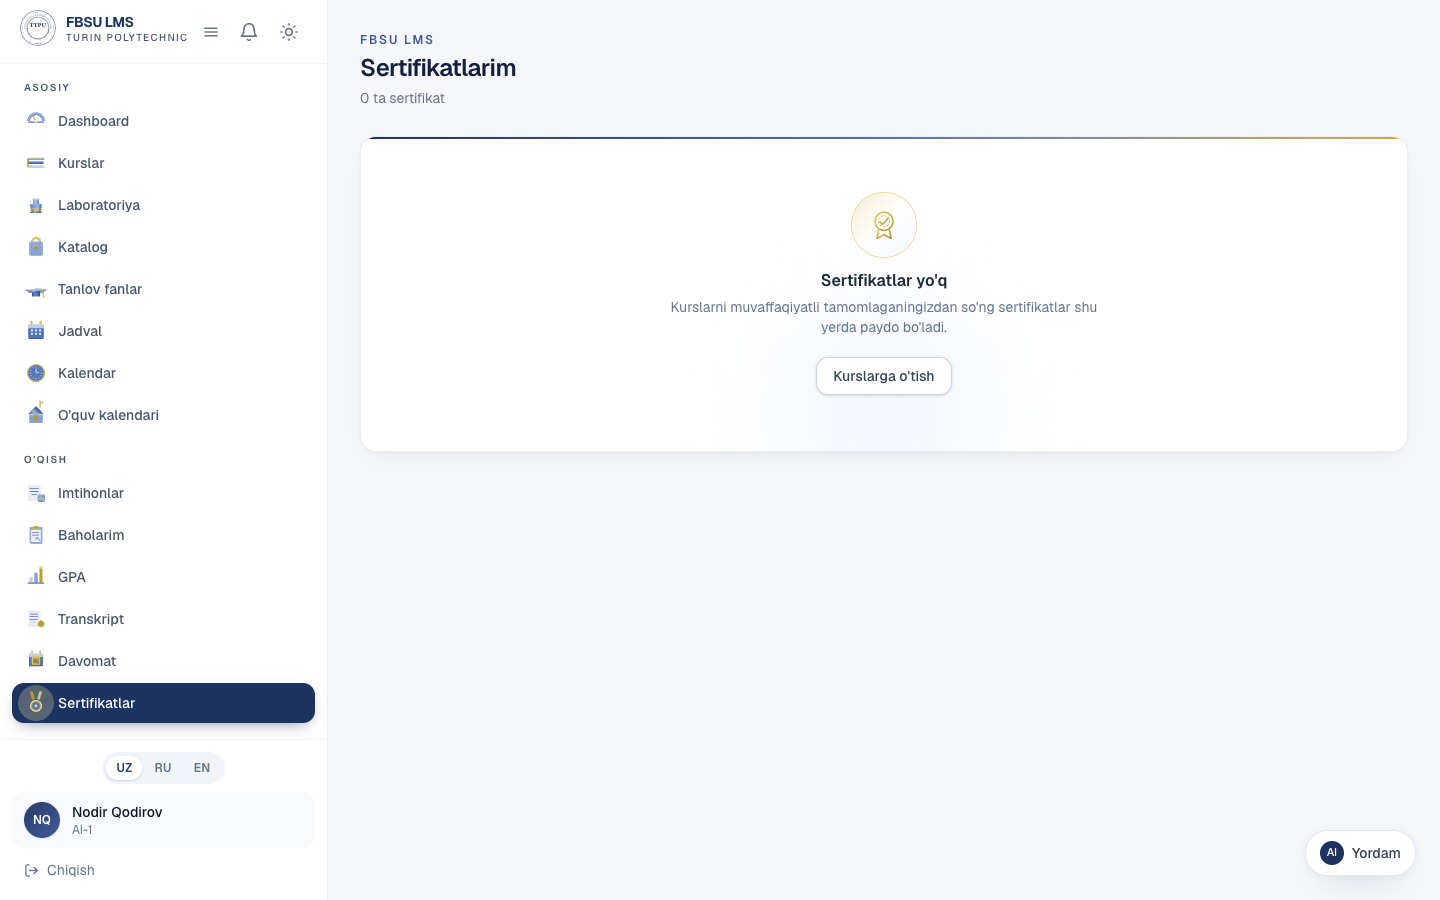 TTPU
FBSU LMS
TURIN POLYTECHNIC
ASOSIY
Dashboard
Kurslar
Laboratoriya
Katalog
Tanlov fanlar
Jadval
Kalendar
O'quv kalendari
O'QISH
Imtihonlar
Baholarim
GPA
Transkript
Davomat
Sertifikatlar
UZ RU EN
NQ
Nodir Qodirov
AI-1
Chiqish
FBSU LMS
Sertifikatlarim
0 ta sertifikat
Sertifikatlar yo'q
Kurslarni muvaffaqiyatli tamomlaganingizdan so'ng sertifikatlar shu
yerda paydo bo'ladi.
Kurslarga o'tish
AI Yordam